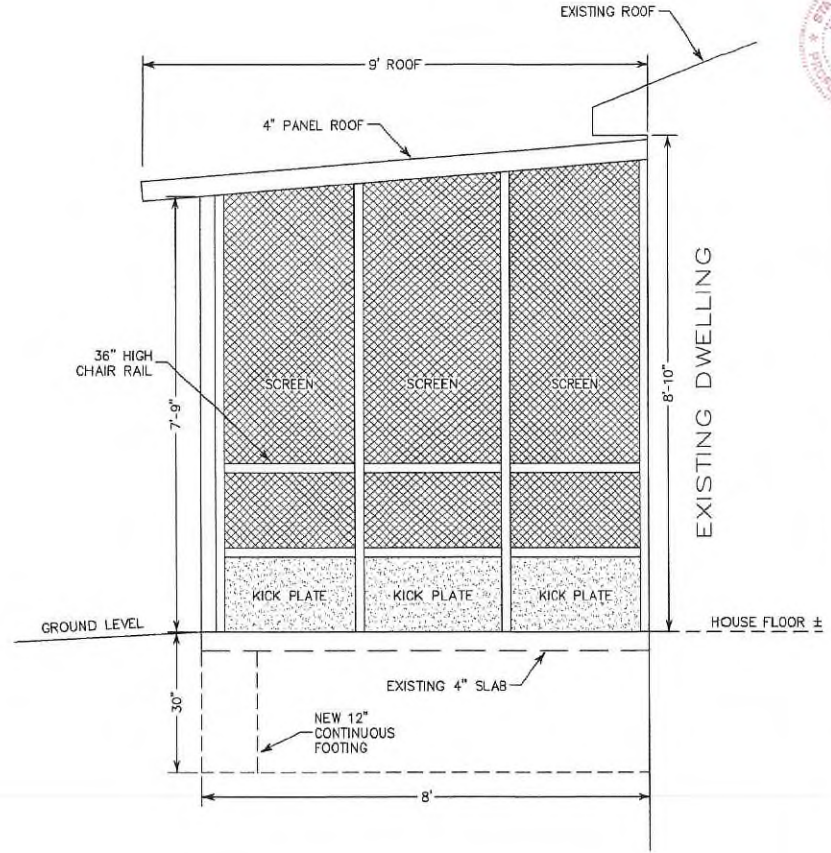 EXISTING ROOF
9' ROOF
4" PANEL ROOF
36" HIGH
CHAIR RAIL
7'-9"
SCREEN
SCREEN
SCREEN
8'-10"
EXISTING DWELLING
KICK PLATE
KICK PLATE
KICK PLATE
GROUND LEVEL
HOUSE FLOOR ±
30"
EXISTING 4" SLAB
NEW 12"
CONTINUOUS
FOOTING
8'